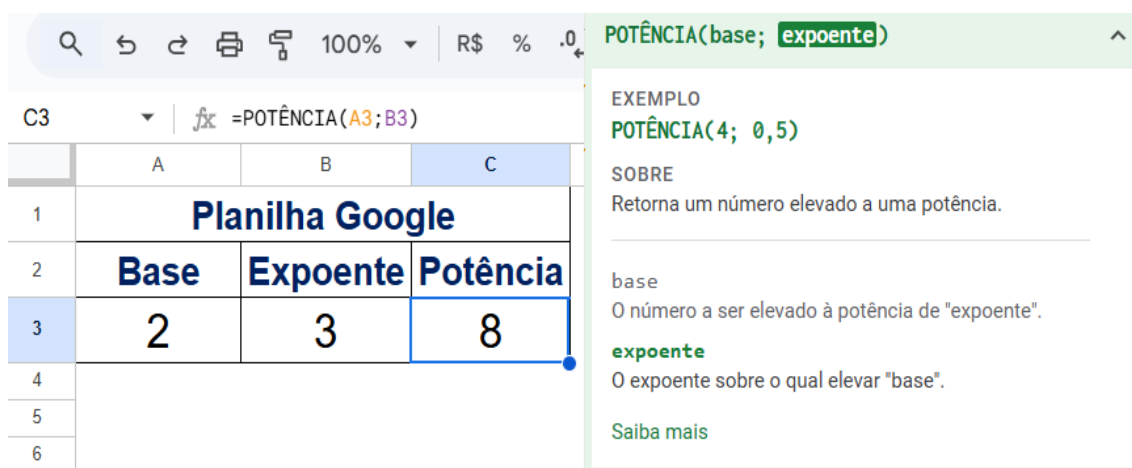 100% R$ % .0
C3 fx =POTÊNCIA(A3;B3)
A B C
1 Planilha Google
2 Base Expoente Potência
3 2 3 8
4
5
6
POTÊNCIA(base; expoente)
EXEMPLO
POTÊNCIA(4; 0,5)
SOBRE
Retorna um número elevado a uma potência.
base
O número a ser elevado à potência de "expoente".
expoente
O expoente sobre o qual elevar "base".
Saiba mais